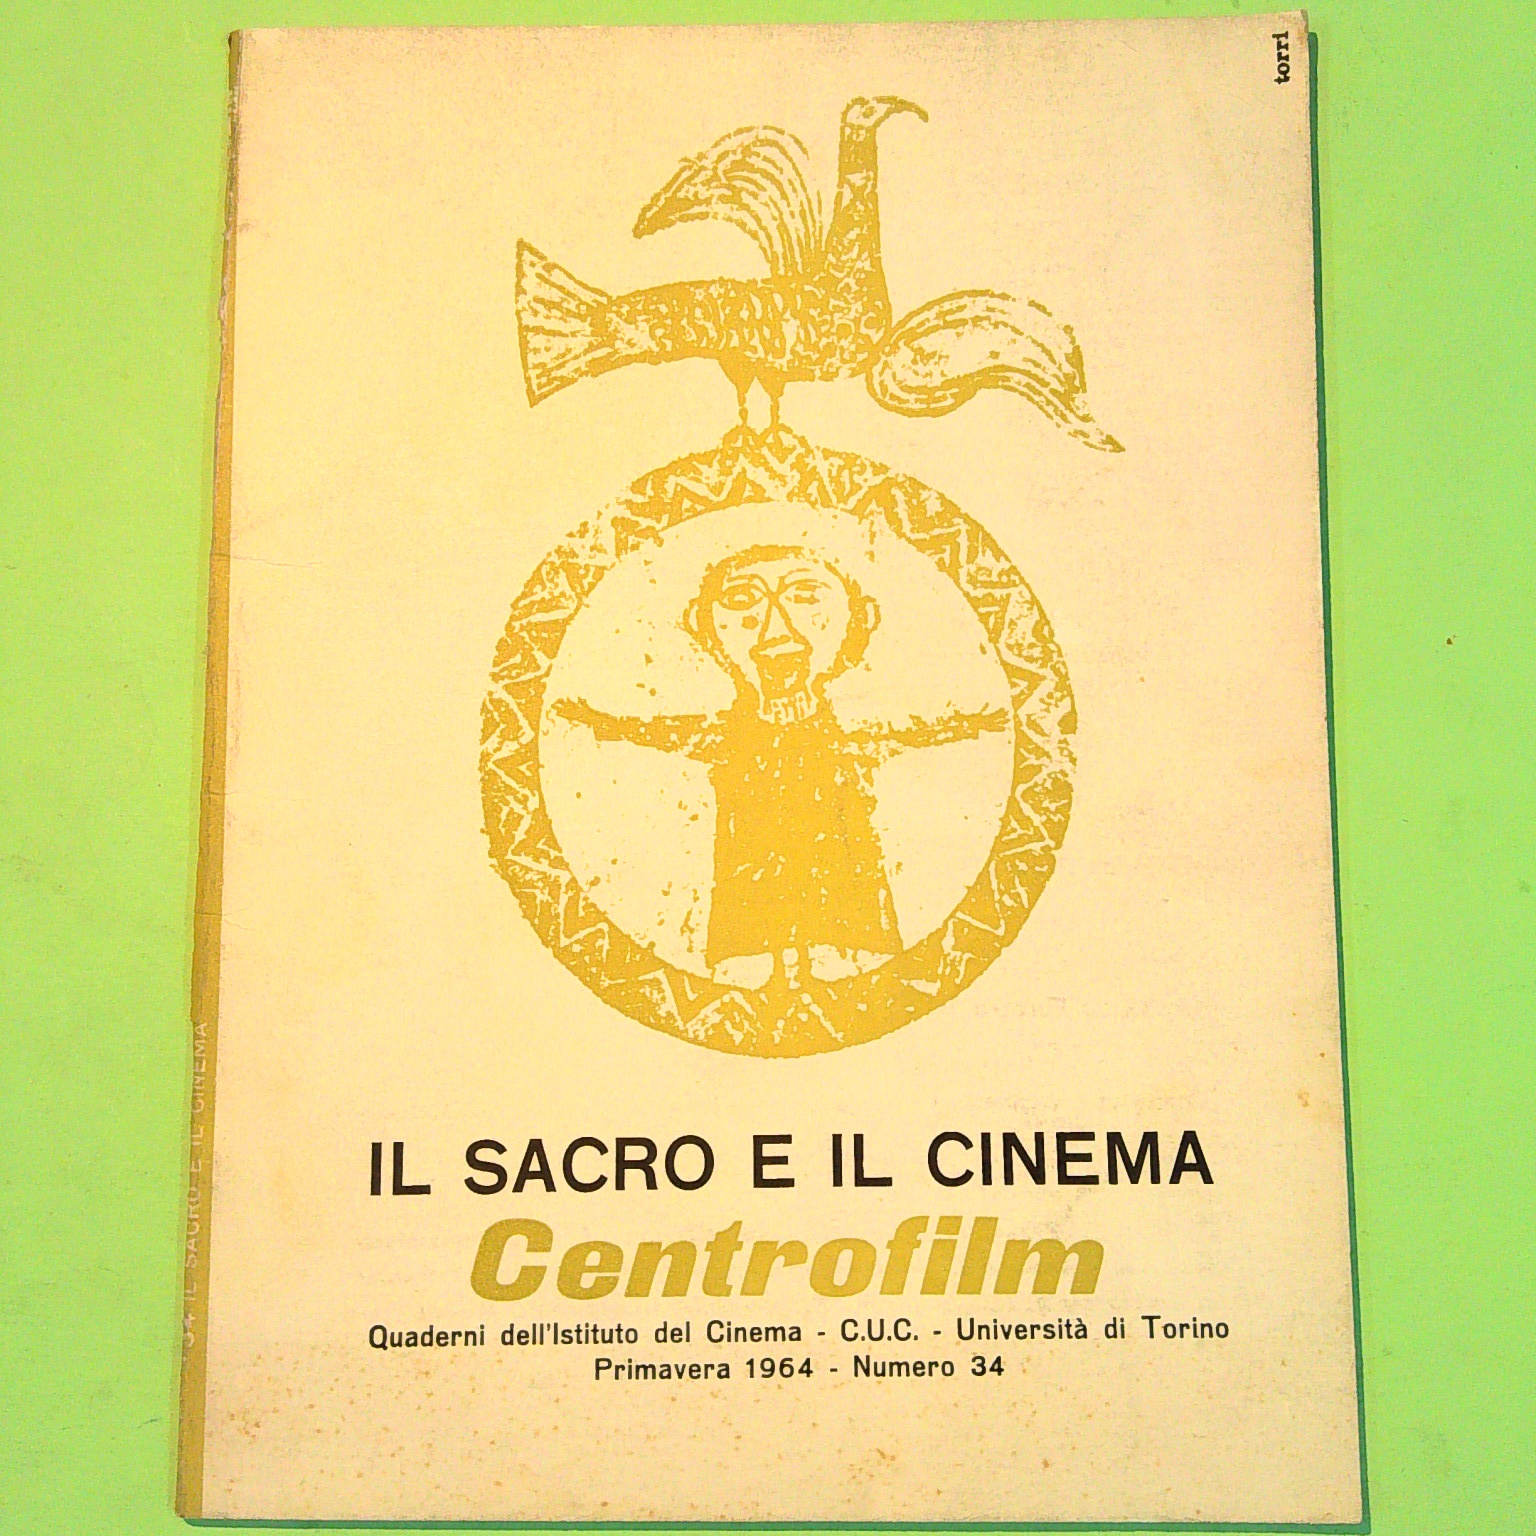 torri
IL SACRO E IL CINEMA
Centrofilm
Quaderni dell'Istituto del Cinema - C.U.C. - Università di Torino
Primavera 1964 - Numero 34
34 IL SACRO E IL CINEMA